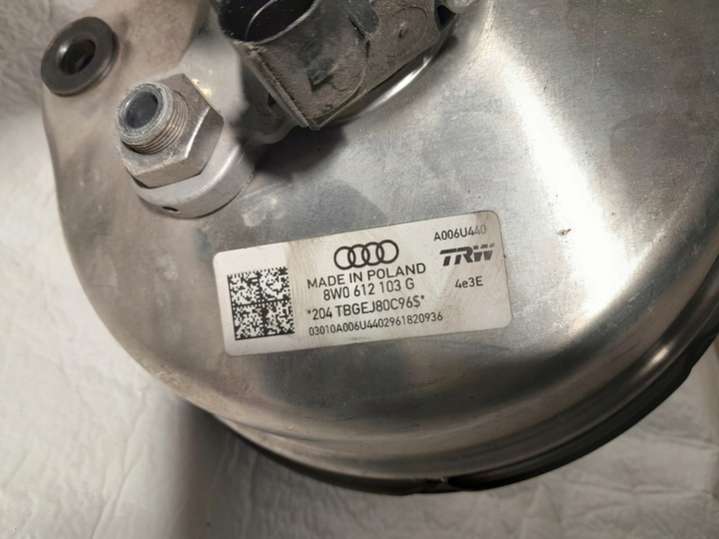 A006U440
MADE IN POLAND
TRW
8W0 612 103 G
4e3E
*204 TBGEJ80C96S*
03010A006U4402961820936